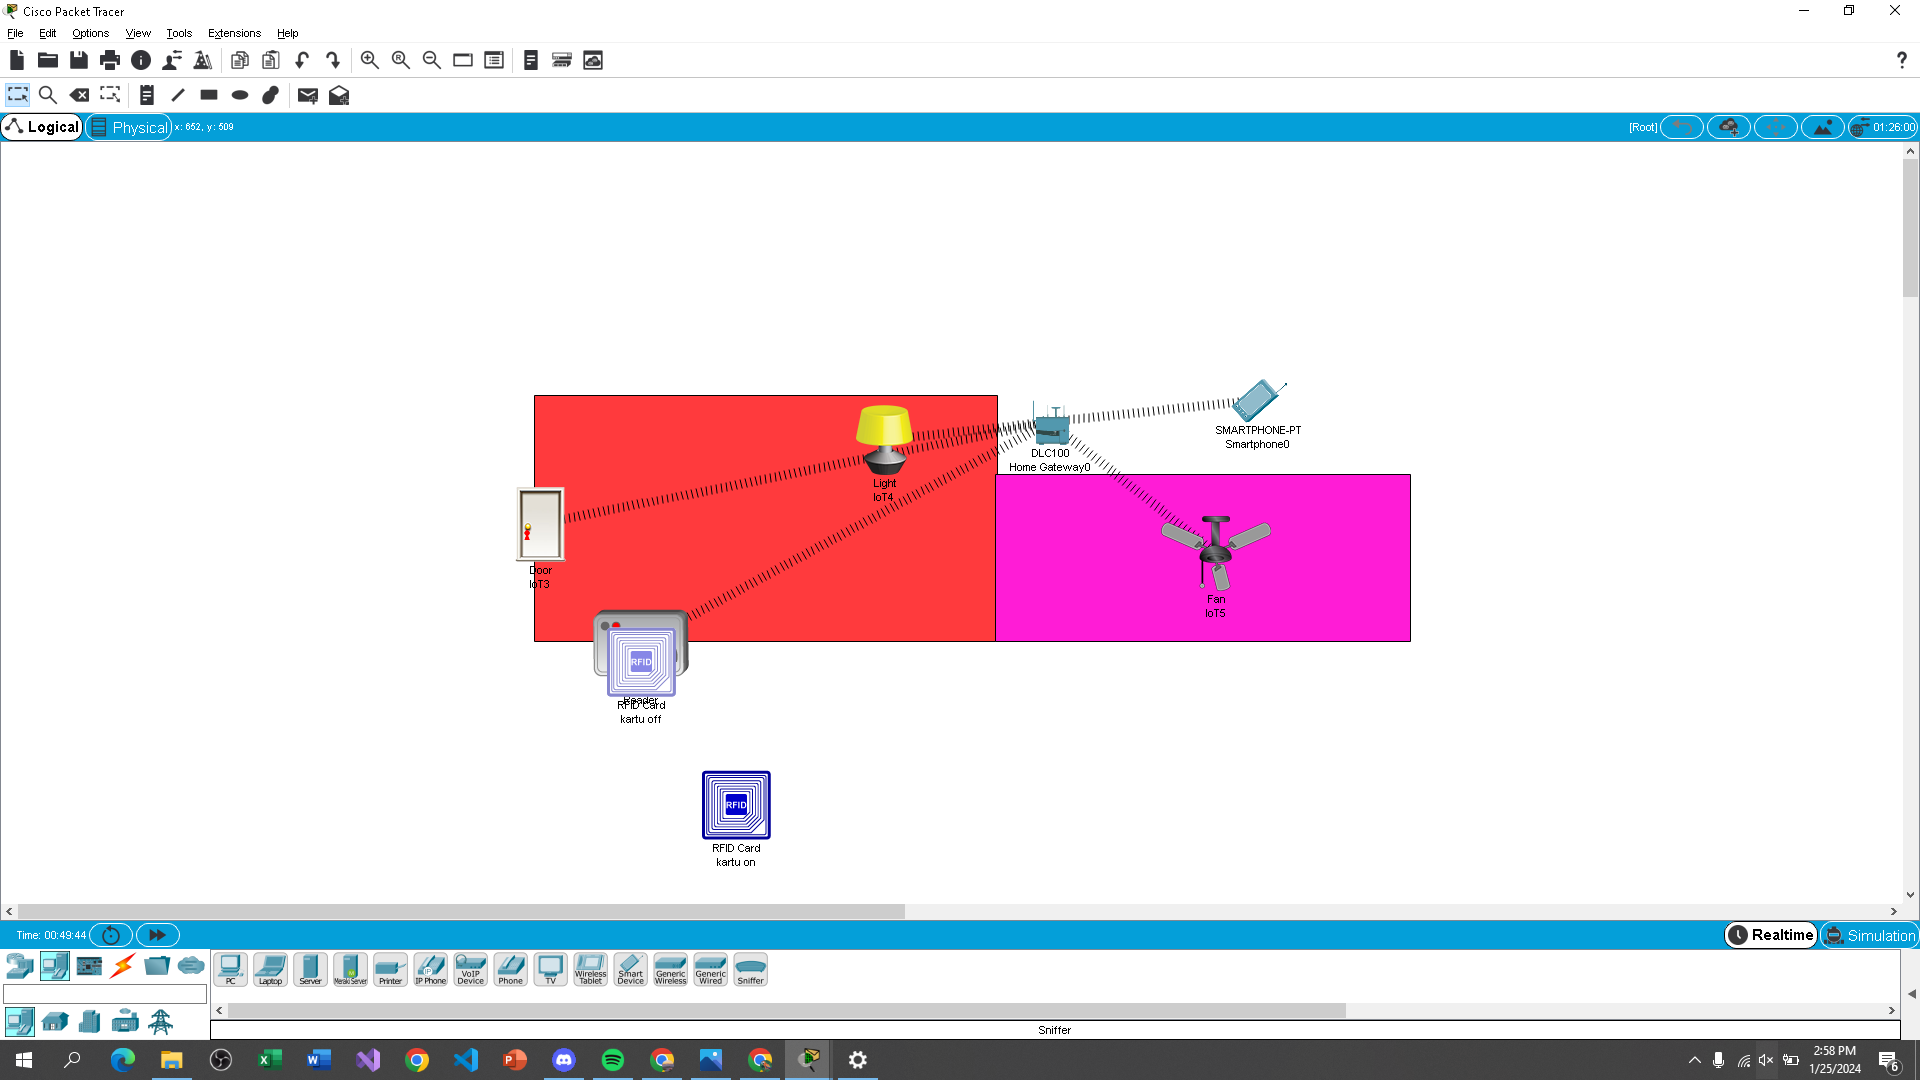 Cisco Packet Tracer
File Edit Options View Tools Extensions Help
?
Logical Physical x: 652, y: 509 [Root] 01:26:00
SMARTPHONE-PT
Smartphone0
DLC100
Home Gateway0
Light
IoT4
Door
IoT3
Fan
IoT5
RFID
Reader
RFID Card
kartu off
RFID
RFID Card
kartu on
Time: 00:49:44 Realtime Simulation
PC Laptop Server Meraki Server Printer IP Phone VoIP Device Phone TV Wireless Tablet Smart Device Generic Wireless Generic Wired Sniffer
Sniffer
2:58 PM
1/25/2024
6